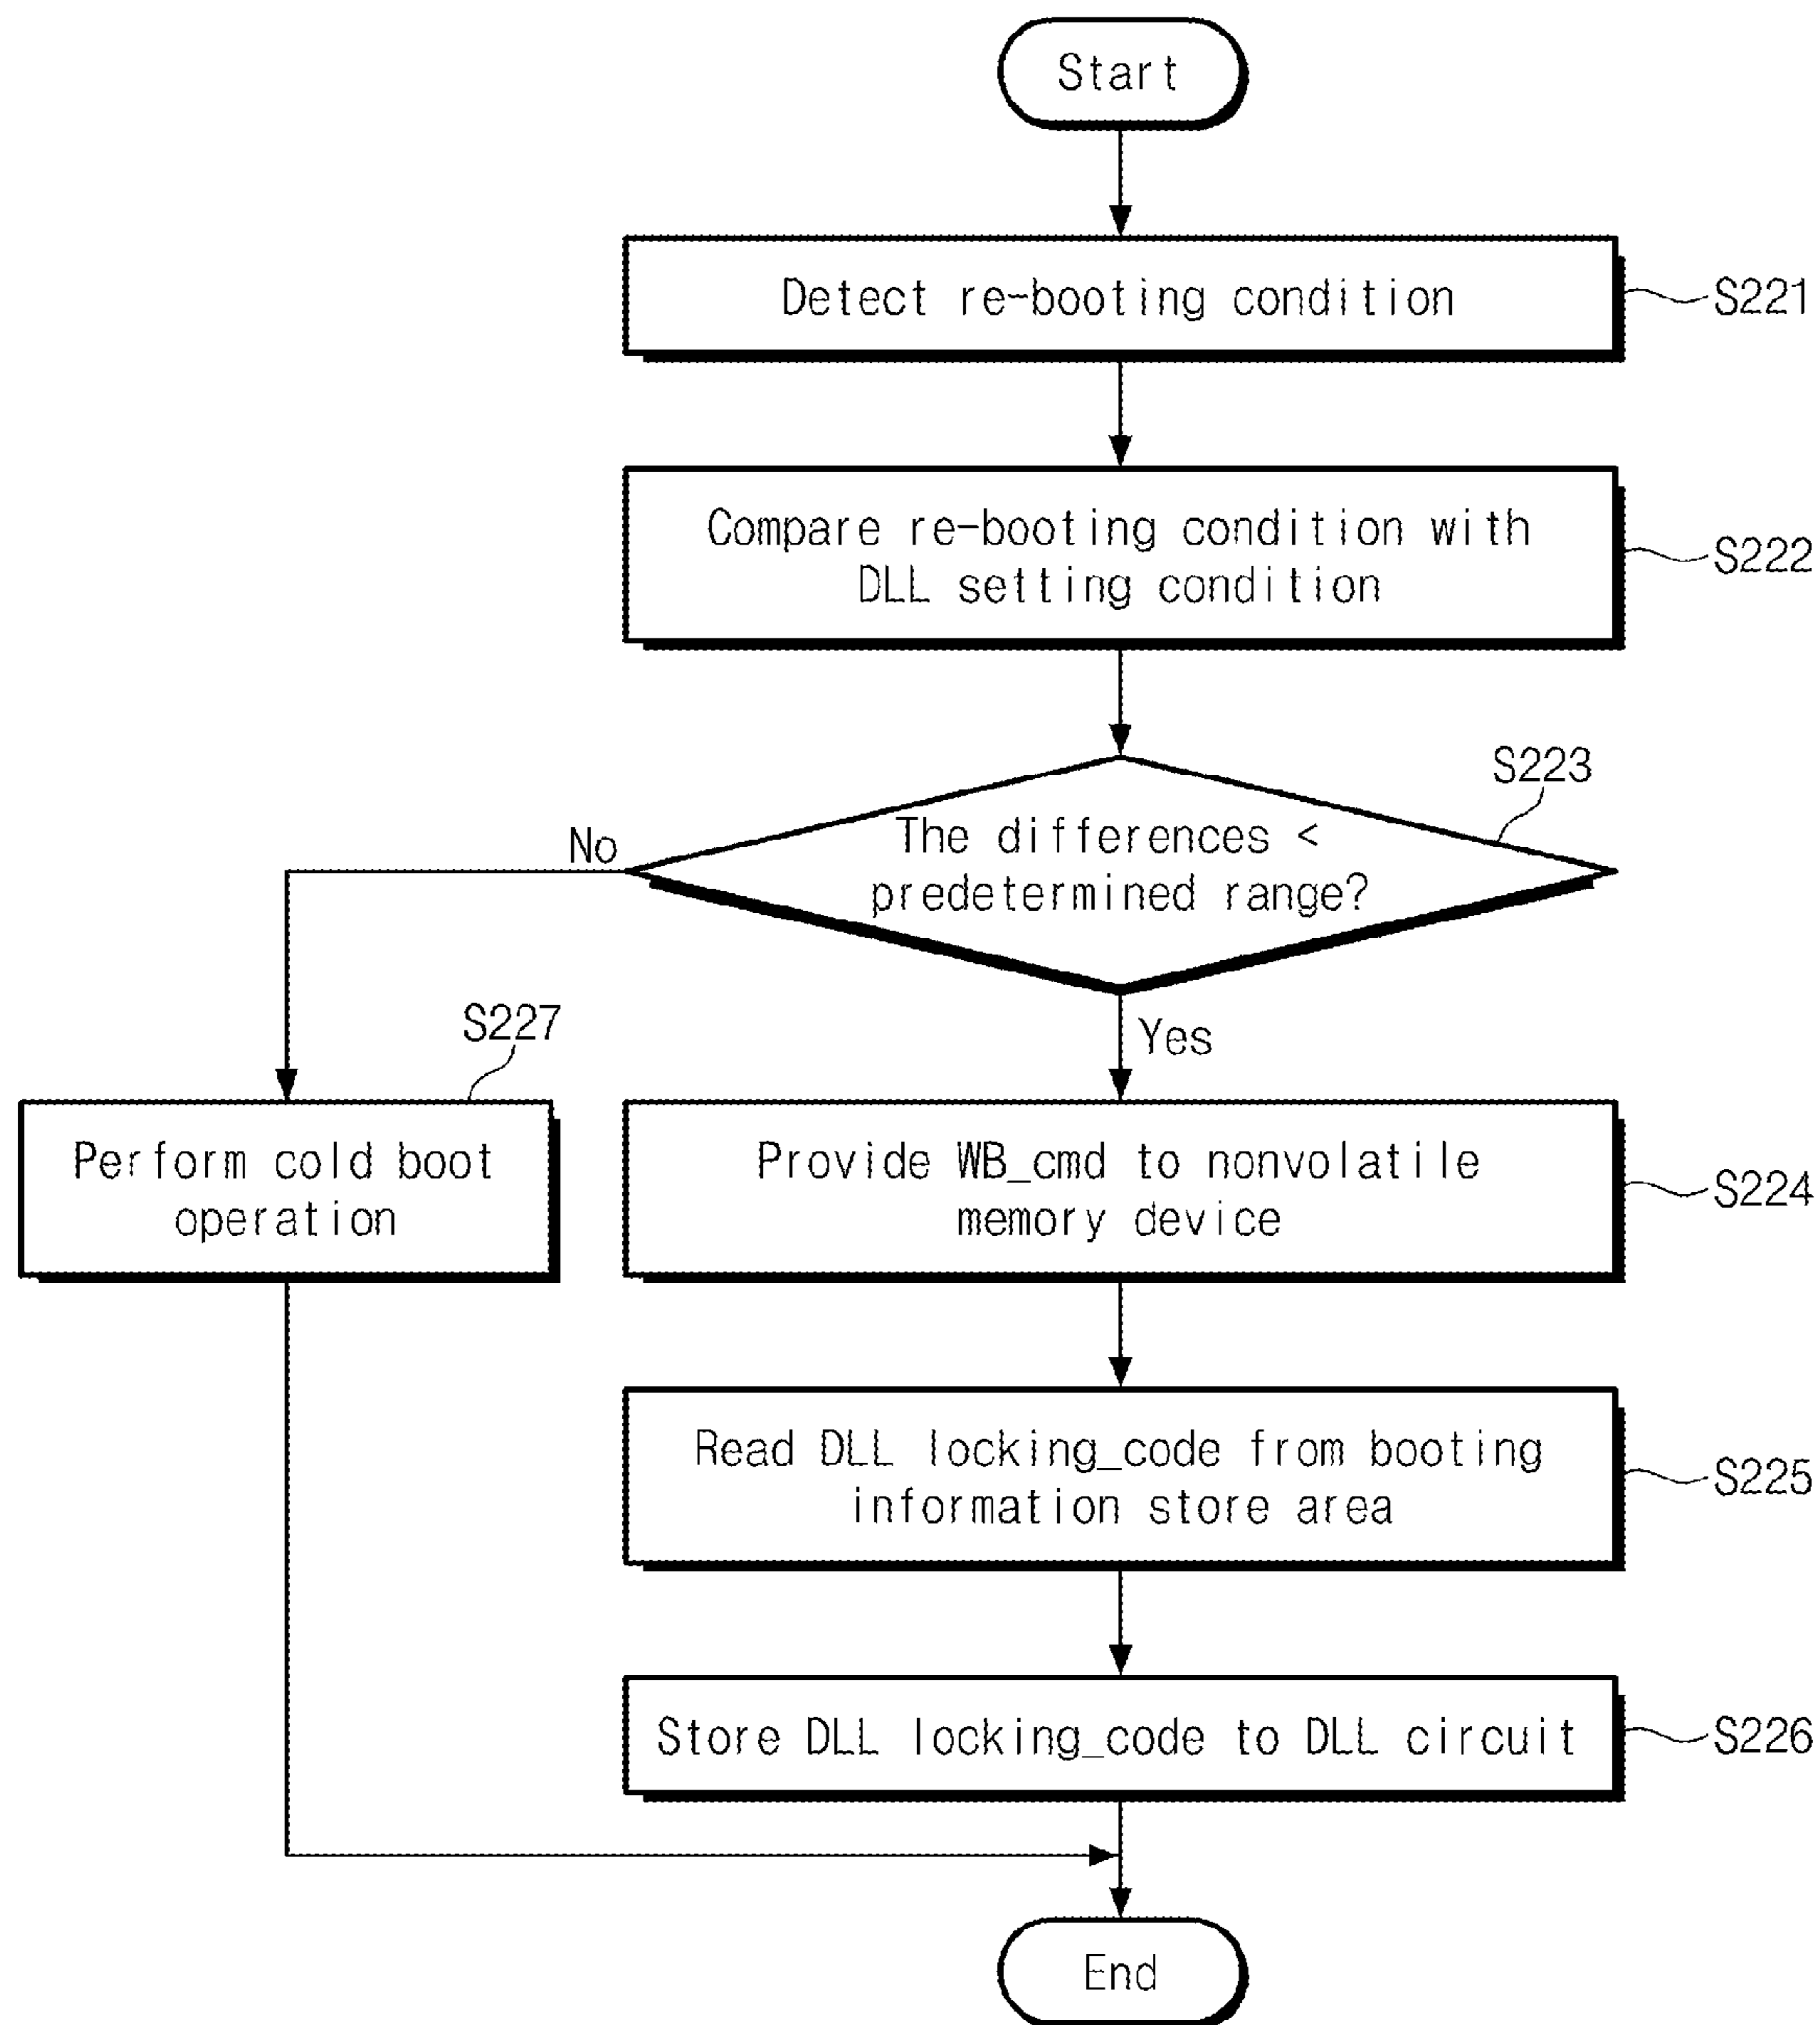 Start
Detect re-booting condition
S221
Compare re-booting condition with
DLL setting condition
S222
S223
The differences <
predetermined range?
No
Yes
S227
Perform cold boot
operation
Provide WB_cmd to nonvolatile
memory device
S224
Read DLL locking_code from booting
information store area
S225
Store DLL locking_code to DLL circuit
S226
End